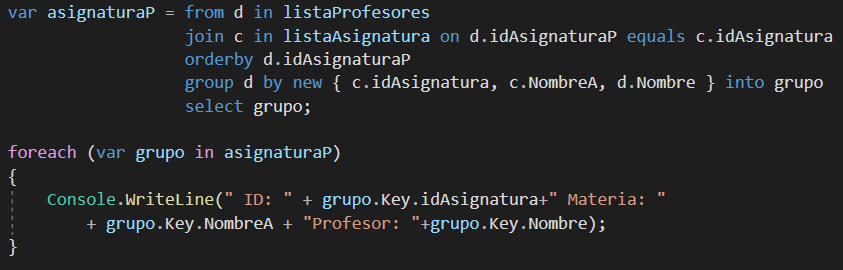 var asignaturaP = from d in listaProfesores
join c in listaAsignatura on d.idAsignaturaP equals c.idAsignatura
orderby d.idAsignaturaP
group d by new { c.idAsignatura, c.NombreA, d.Nombre } into grupo
select grupo;
foreach (var grupo in asignaturaP)
{
Console.WriteLine(" ID: " + grupo.Key.idAsignatura+" Materia: "
+ grupo.Key.NombreA + "Profesor: "+grupo.Key.Nombre);
}